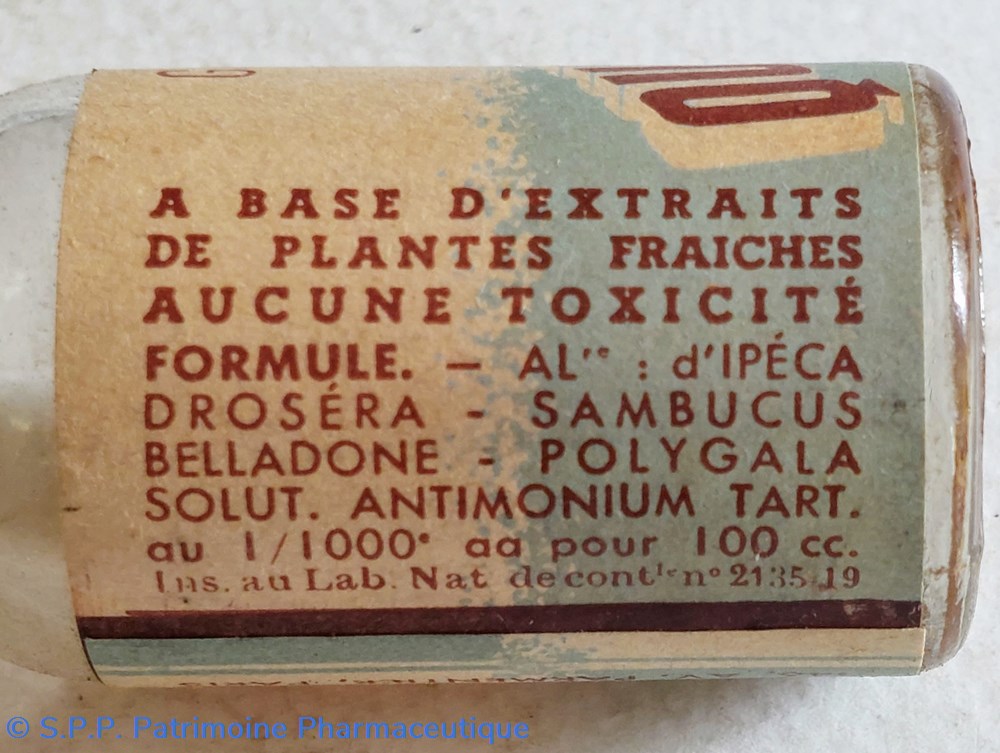 A BASE D'EXTRAITS
DE PLANTES FRAICHES
AUCUNE TOXICITÉ
FORMULE. — ALre : d'IPÉCA
DROSÉRA - SAMBUCUS
BELLADONE - POLYGALA
SOLUT. ANTIMONIUM TART.
au 1/1000e aa pour 100 cc.
Ins. au Lab. Nat de contle nº 2135-19
© S.P.P. Patrimoine Pharmaceutique